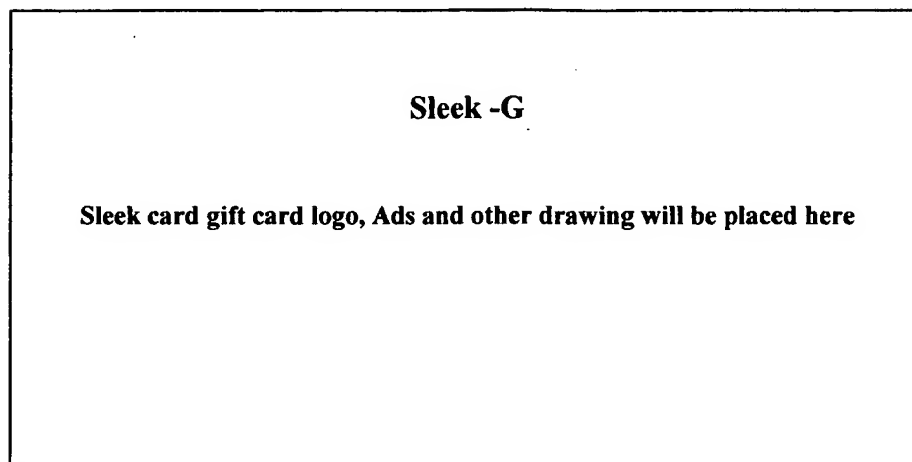 Sleek -G
Sleek card gift card logo, Ads and other drawing will be placed here